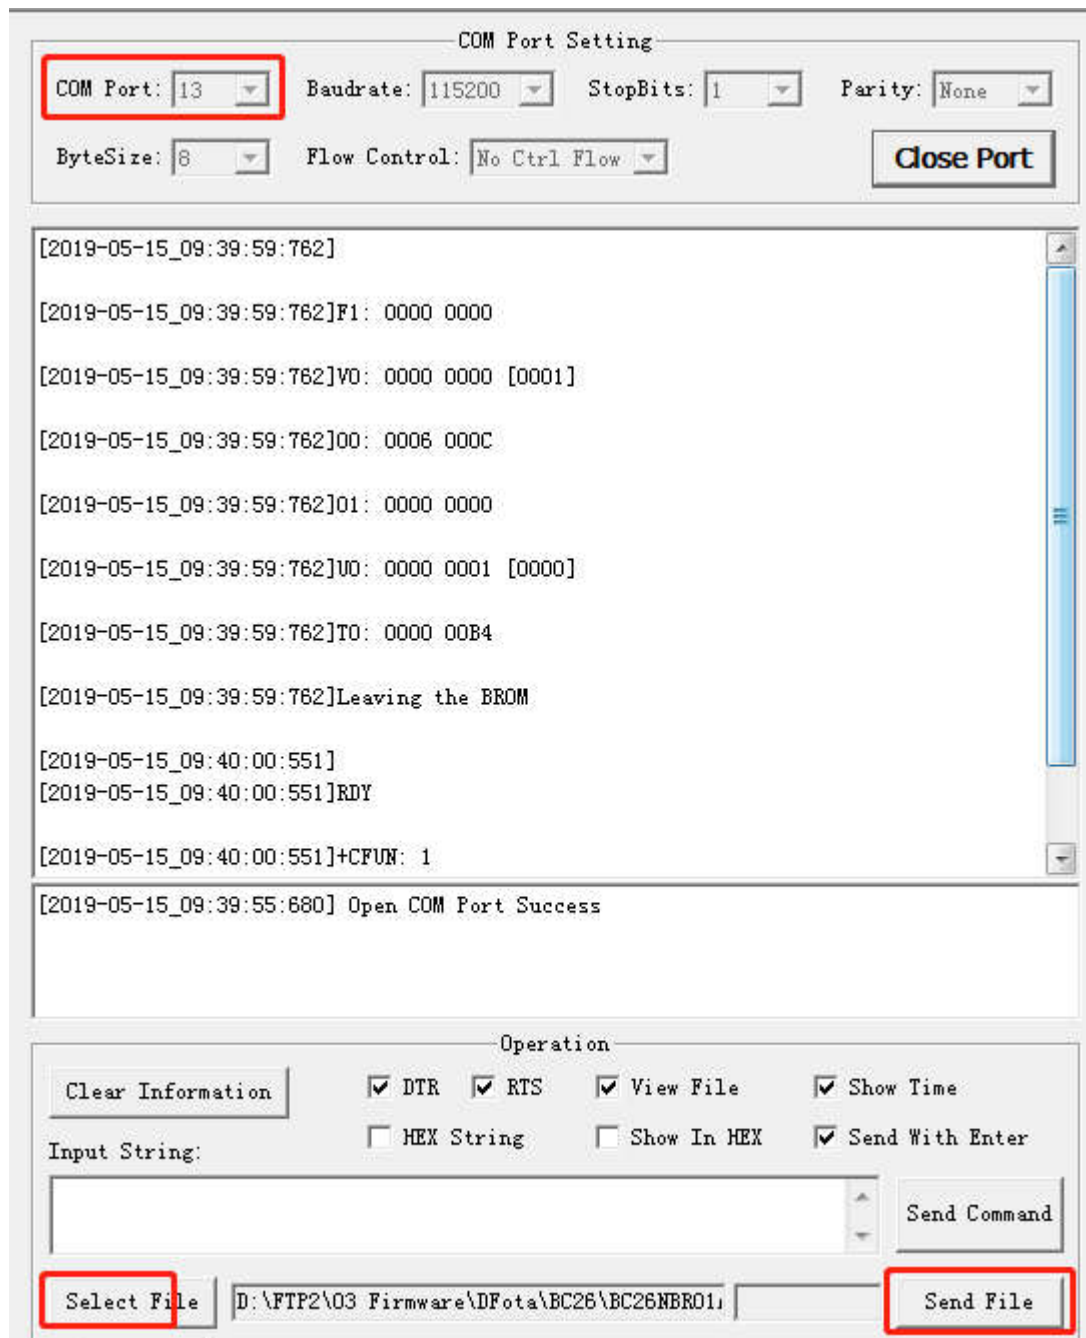 COM Port Setting
COM Port: 13 Baudrate: 115200 StopBits: 1 Parity: None
ByteSize: 8 Flow Control: No Ctrl Flow Close Port
[2019-05-15_09:39:59:762]
[2019-05-15_09:39:59:762]F1: 0000 0000
[2019-05-15_09:39:59:762]V0: 0000 0000 [0001]
[2019-05-15_09:39:59:762]00: 0006 000C
[2019-05-15_09:39:59:762]01: 0000 0000
[2019-05-15_09:39:59:762]U0: 0000 0001 [0000]
[2019-05-15_09:39:59:762]T0: 0000 00B4
[2019-05-15_09:39:59:762]Leaving the BROM
[2019-05-15_09:40:00:551]
[2019-05-15_09:40:00:551]RDY
[2019-05-15_09:40:00:551]+CFUN: 1
[2019-05-15_09:39:55:680] Open COM Port Success
Operation
Clear Information DTR RTS View File Show Time
HEX String Show In HEX Send With Enter
Input String:
Send Command
Select File D:\FTP2\03 Firmware\DFota\BC26\BC26NBR01 Send File